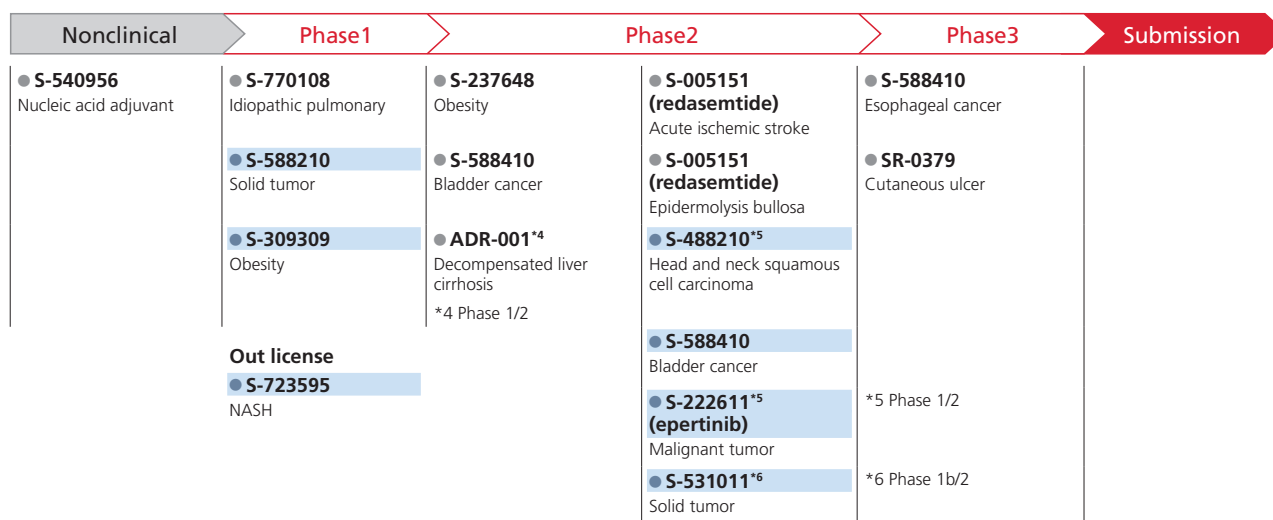 Nonclinical
Phase1
Phase2
Phase3
Submission
● S-540956
Nucleic acid adjuvant
● S-770108
Idiopathic pulmonary
● S-588210
Solid tumor
● S-309309
Obesity
Out license
● S-723595
NASH
● S-237648
Obesity
● S-588410
Bladder cancer
● ADR-001*4
Decompensated liver
cirrhosis
*4 Phase 1/2
● S-005151
(redasemtide)
Acute ischemic stroke
● S-005151
(redasemtide)
Epidermolysis bullosa
● S-488210*5
Head and neck squamous
cell carcinoma
● S-588410
Bladder cancer
● S-222611*5
(epertinib)
Malignant tumor
● S-531011*6
Solid tumor
● S-588410
Esophageal cancer
● SR-0379
Cutaneous ulcer
*5 Phase 1/2
*6 Phase 1b/2